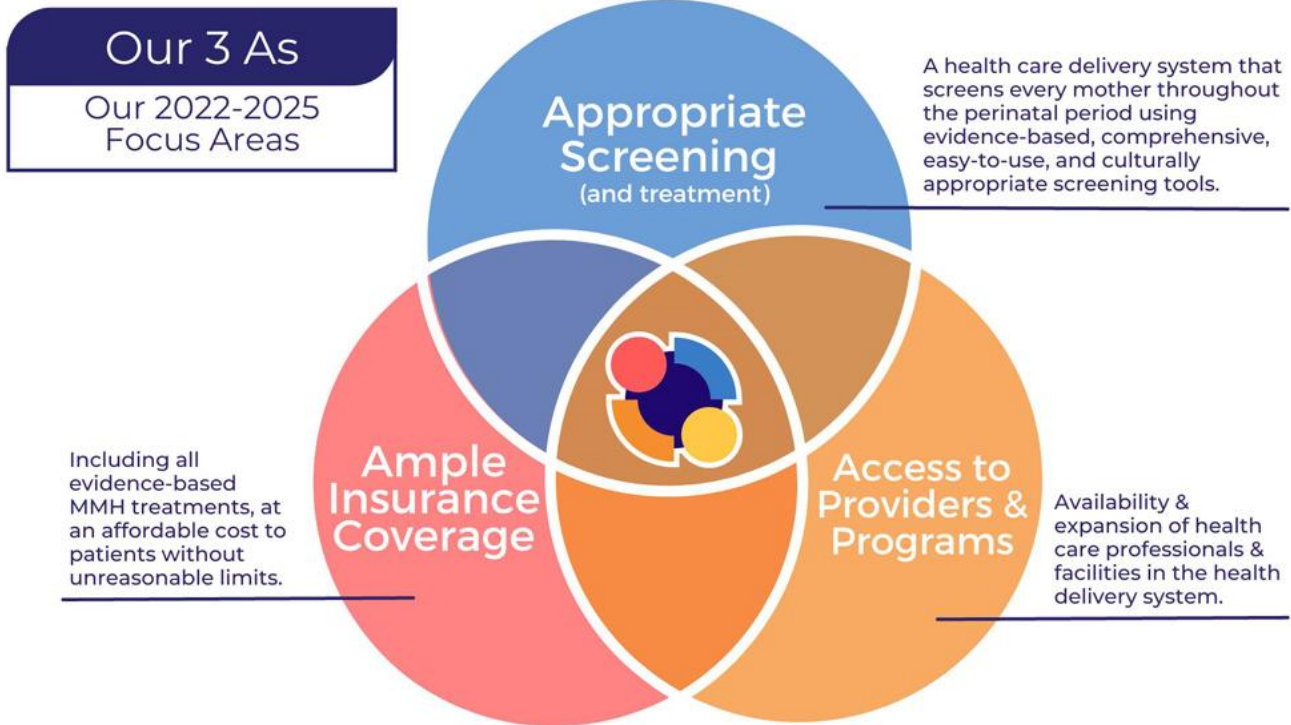 Our 3 As
Our 2022-2025
Focus Areas
Appropriate
Screening
(and treatment)
A health care delivery system that
screens every mother throughout
the perinatal period using
evidence-based, comprehensive,
easy-to-use, and culturally
appropriate screening tools.
Ample
Insurance
Coverage
Including all
evidence-based
MMH treatments, at
an affordable cost to
patients without
unreasonable limits.
Access to
Providers &
Programs
Availability &
expansion of health
care professionals &
facilities in the health
delivery system.